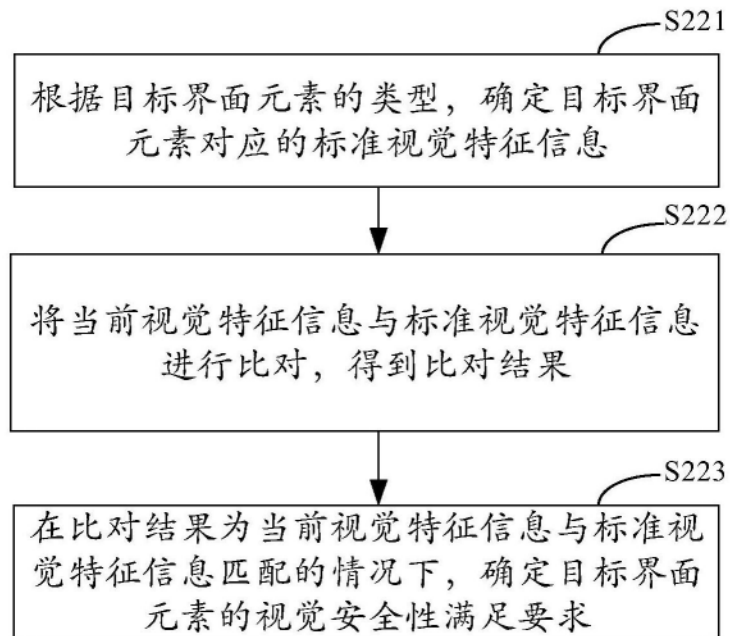 S221
根据目标界面元素的类型，确定目标界面
元素对应的标准视觉特征信息
S222
将当前视觉特征信息与标准视觉特征信息
进行比对，得到比对结果
S223
在比对结果为当前视觉特征信息与标准视
觉特征信息匹配的情况下，确定目标界面
元素的视觉安全性满足要求